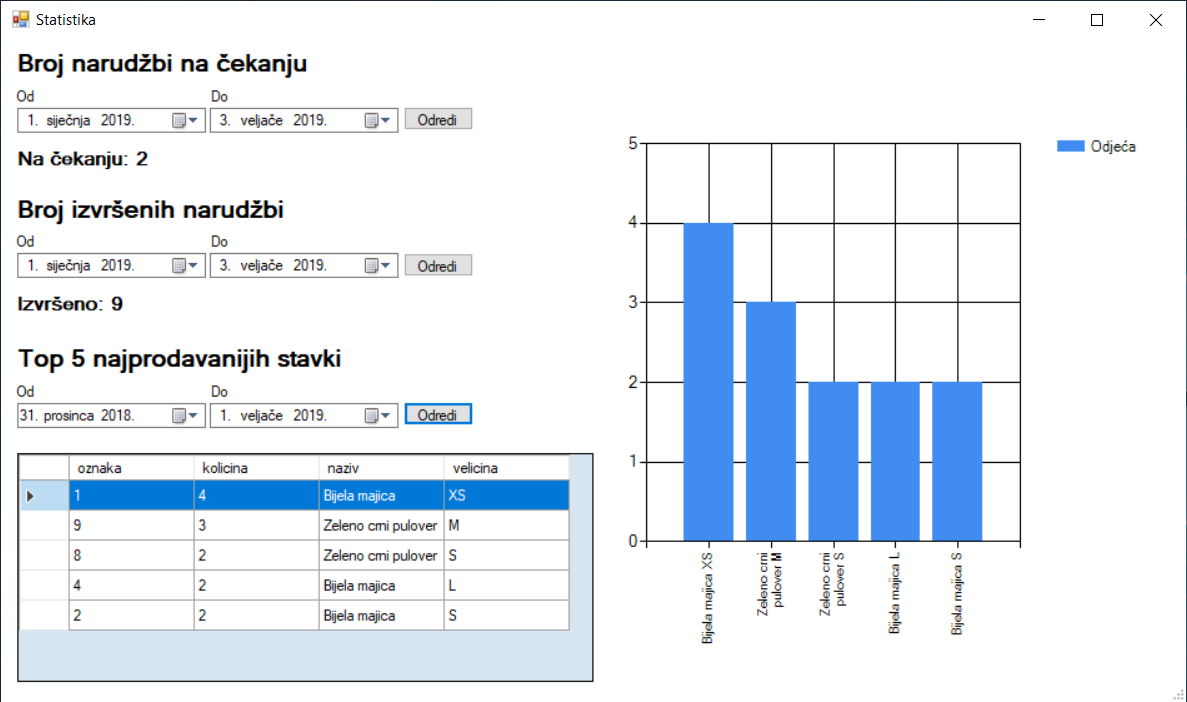 Statistika
Broj narudžbi na čekanju
Od Do
1. siječnja 2019. 3. veljače 2019. Odredi
Na čekanju: 2
Broj izvršenih narudžbi
Od Do
1. siječnja 2019. 3. veljače 2019. Odredi
Izvršeno: 9
Top 5 najprodavanijih stavki
Od Do
31. prosinca 2018. 1. veljače 2019. Odredi
oznaka kolicina naziv velicina
1 4 Bijela majica XS
9 3 Zeleno crni pulover M
8 2 Zeleno crni pulover S
4 2 Bijela majica L
2 2 Bijela majica S
5
4
3
2
1
0
Bijela majica XS
Zeleno crni
pulover M
Zeleno crni
pulover S
Bijela majica L
Bijela majica S
Odjeća